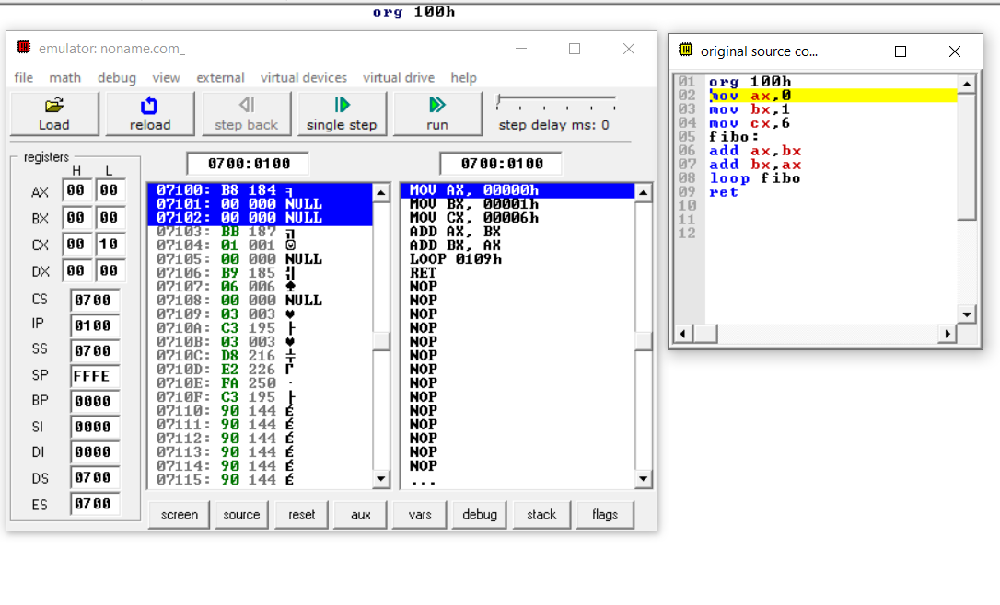 org 100h
emulator: noname.com_
file math debug view external virtual devices virtual drive help
Load reload step back single step run step delay ms: 0
registers
H L
AX 00 00
BX 00 00
CX 00 10
DX 00 00
CS 0700
IP 0100
SS 0700
SP FFFE
BP 0000
SI 0000
DI 0000
DS 0700
ES 0700
0700:0100
07100: B8 184 ╕
07101: 00 000 NULL
07102: 00 000 NULL
07103: BB 187 ╗
07104: 01 001 ☺
07105: 00 000 NULL
07106: B9 185 ╣
07107: 06 006 ♠
07108: 00 000 NULL
07109: 03 003 ♥
0710A: C3 195 ├
0710B: 03 003 ♥
0710C: D8 216 ╪
0710D: E2 226 Γ
0710E: FA 250 ·
0710F: C3 195 ├
07110: 90 144 É
07111: 90 144 É
07112: 90 144 É
07113: 90 144 É
07114: 90 144 É
07115: 90 144 É
0700:0100
MOV AX, 00000h
MOV BX, 00001h
MOV CX, 00006h
ADD AX, BX
ADD BX, AX
LOOP 0109h
RET
NOP
NOP
NOP
NOP
NOP
NOP
NOP
NOP
NOP
NOP
NOP
NOP
NOP
NOP
...
screen source reset aux vars debug stack flags
original source co...
01 org 100h
02 mov ax,0
03 mov bx,1
04 mov cx,6
05 fibo:
06 add ax,bx
07 add bx,ax
08 loop fibo
09 ret
10
11
12